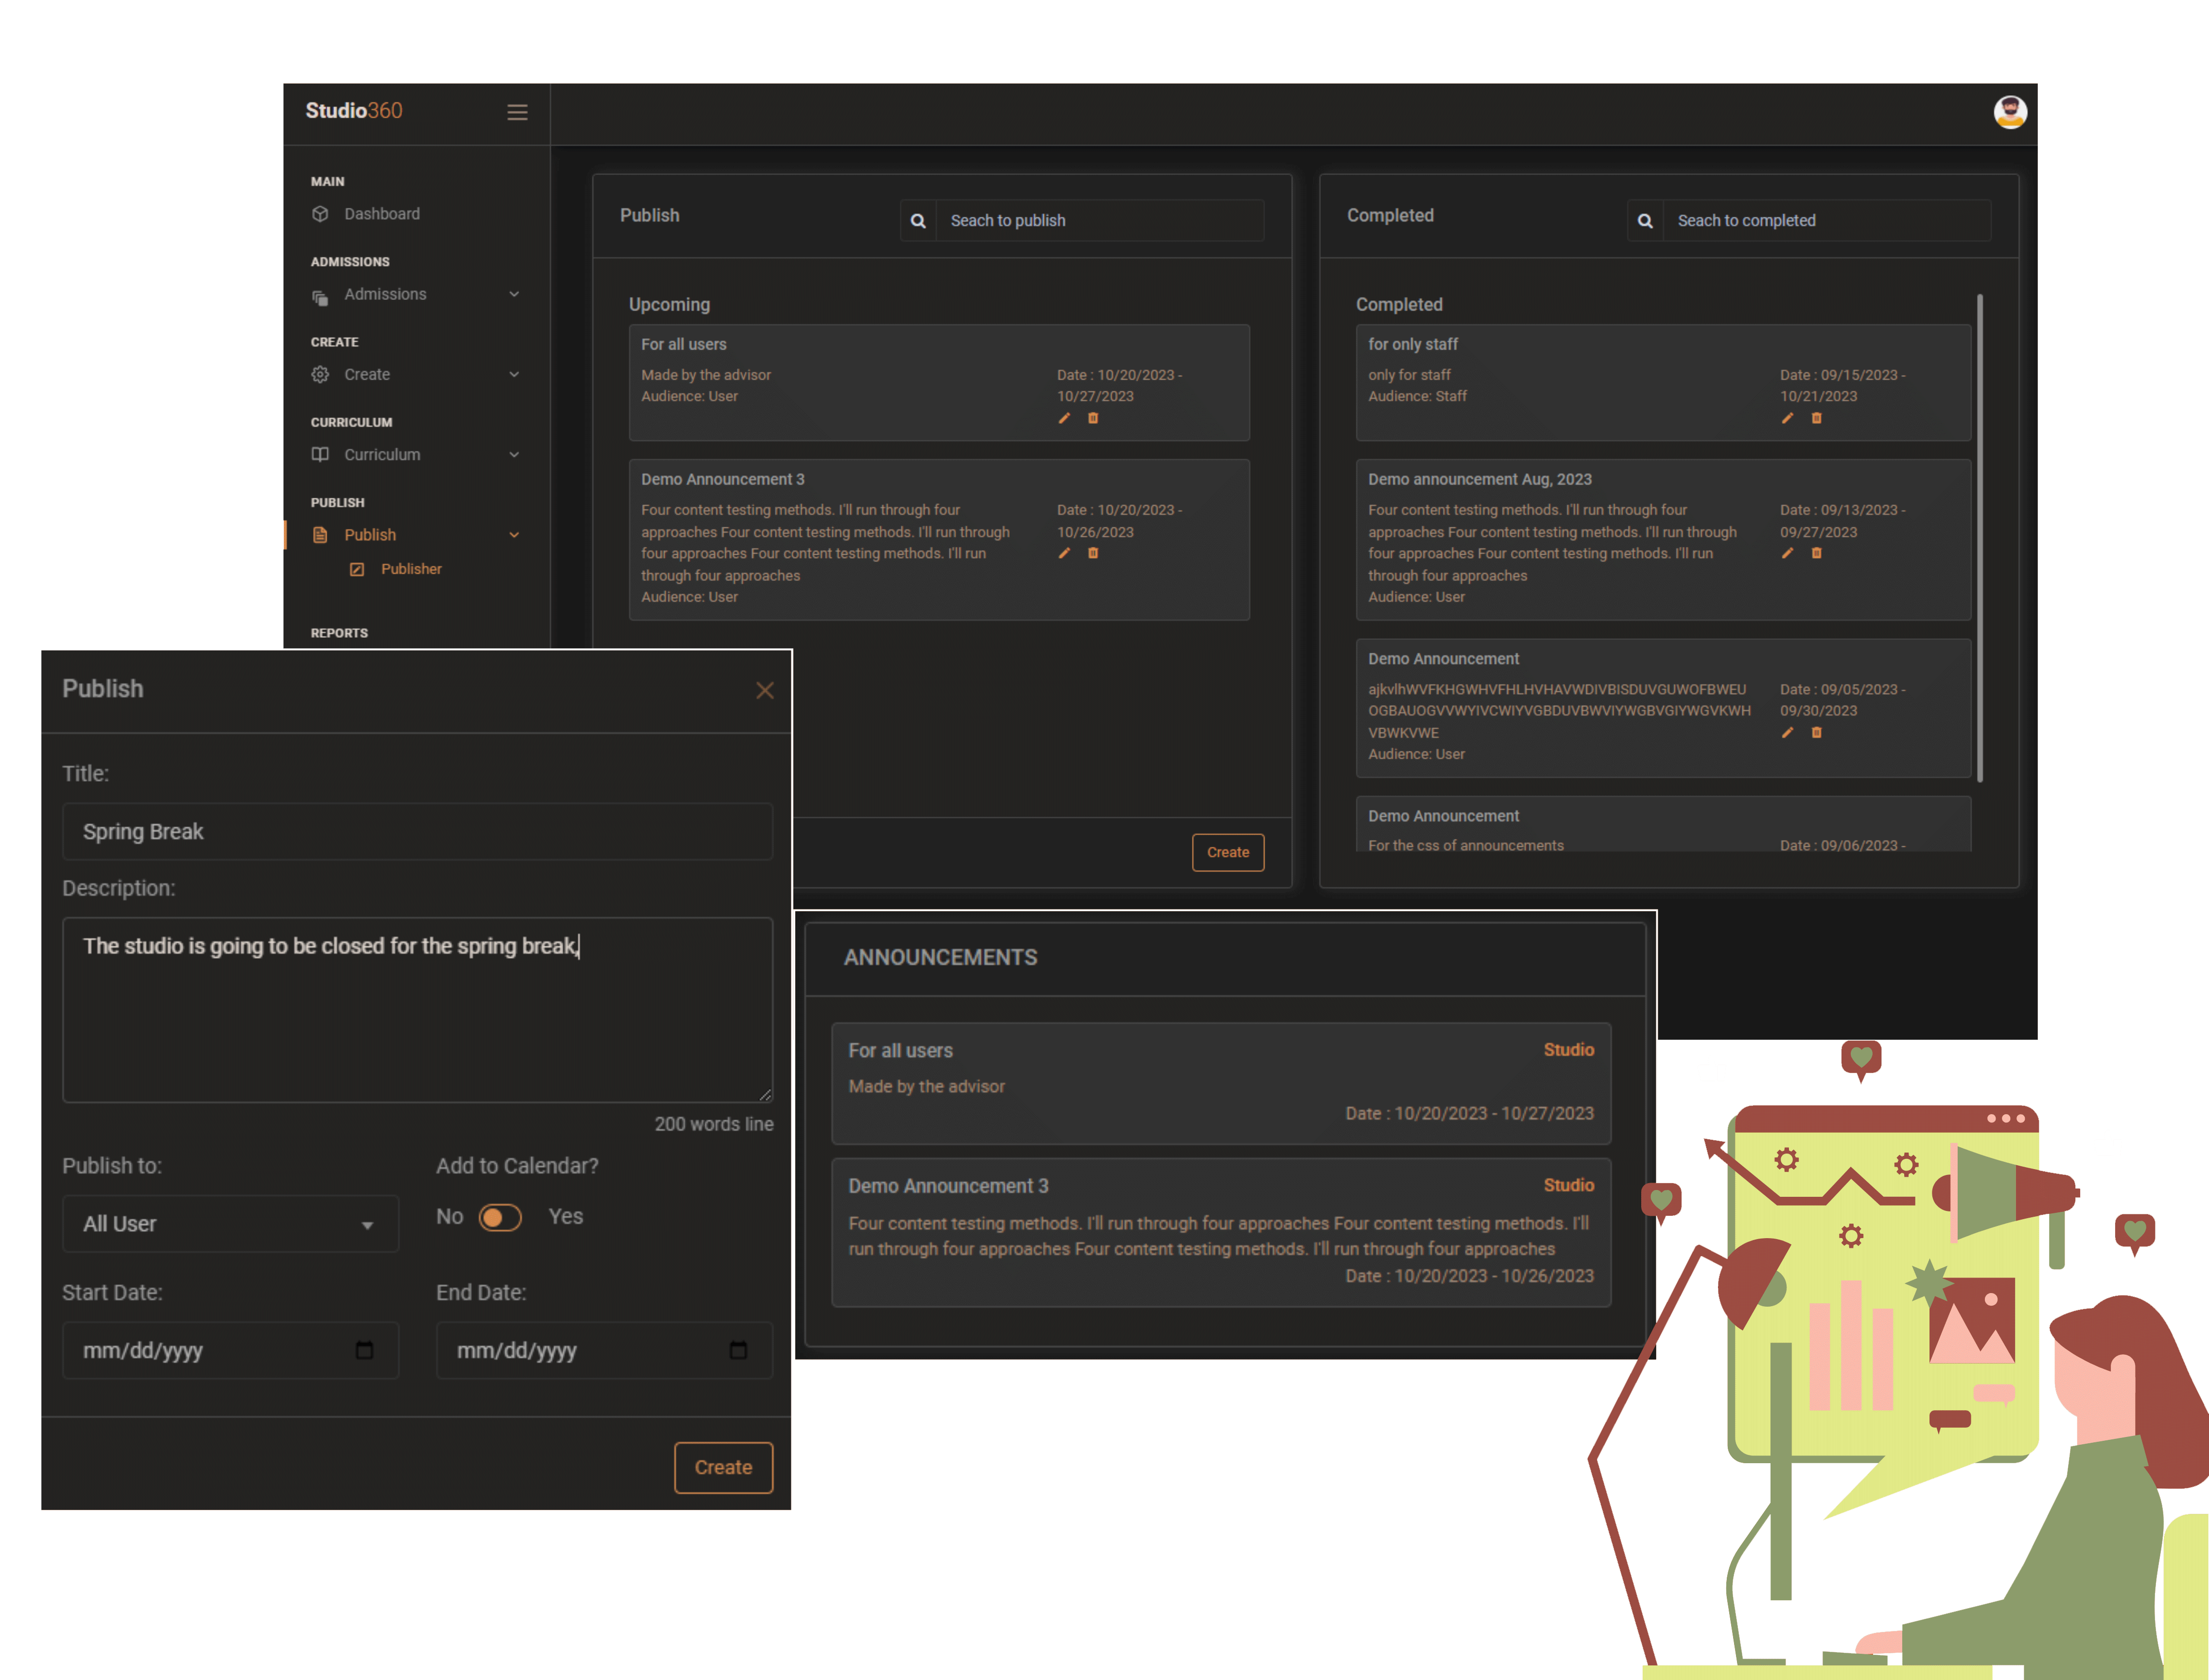 Studio360
MAIN
Dashboard
ADMISSIONS
Admissions
CREATE
Create
CURRICULUM
Curriculum
PUBLISH
Publish
Publisher
REPORTS
Publish
Seach to publish
Upcoming
For all users
Made by the advisor
Audience: User
Date : 10/20/2023 -
10/27/2023
Demo Announcement 3
Four content testing methods. I'll run through four
approaches Four content testing methods. I'll run through
four approaches Four content testing methods. I'll run
through four approaches
Audience: User
Date : 10/20/2023 -
10/26/2023
Create
Completed
Seach to completed
Completed
for only staff
only for staff
Audience: Staff
Date : 09/15/2023 -
10/21/2023
Demo announcement Aug, 2023
Four content testing methods. I'll run through four
approaches Four content testing methods. I'll run through
four approaches Four content testing methods. I'll run
through four approaches
Audience: User
Date : 09/13/2023 -
09/27/2023
Demo Announcement
ajkvlhWVFKHGWHVFHLHVHAVWDIVBISDUVGUWOFBWEU
OGBAUOGVVWYIVCWIYVGBDUVBWVIYWGBVGIYWGVKWH
VBWKVWE
Audience: User
Date : 09/05/2023 -
09/30/2023
Demo Announcement
For the css of announcements
Date : 09/06/2023 -
Publish
Title:
Spring Break
Description:
The studio is going to be closed for the spring break,
200 words line
Publish to:
All User
Add to Calendar?
No Yes
Start Date:
mm/dd/yyyy
End Date:
mm/dd/yyyy
Create
ANNOUNCEMENTS
For all users
Studio
Made by the advisor
Date : 10/20/2023 - 10/27/2023
Demo Announcement 3
Studio
Four content testing methods. I'll run through four approaches Four content testing methods. I'll
run through four approaches Four content testing methods. I'll run through four approaches
Date : 10/20/2023 - 10/26/2023